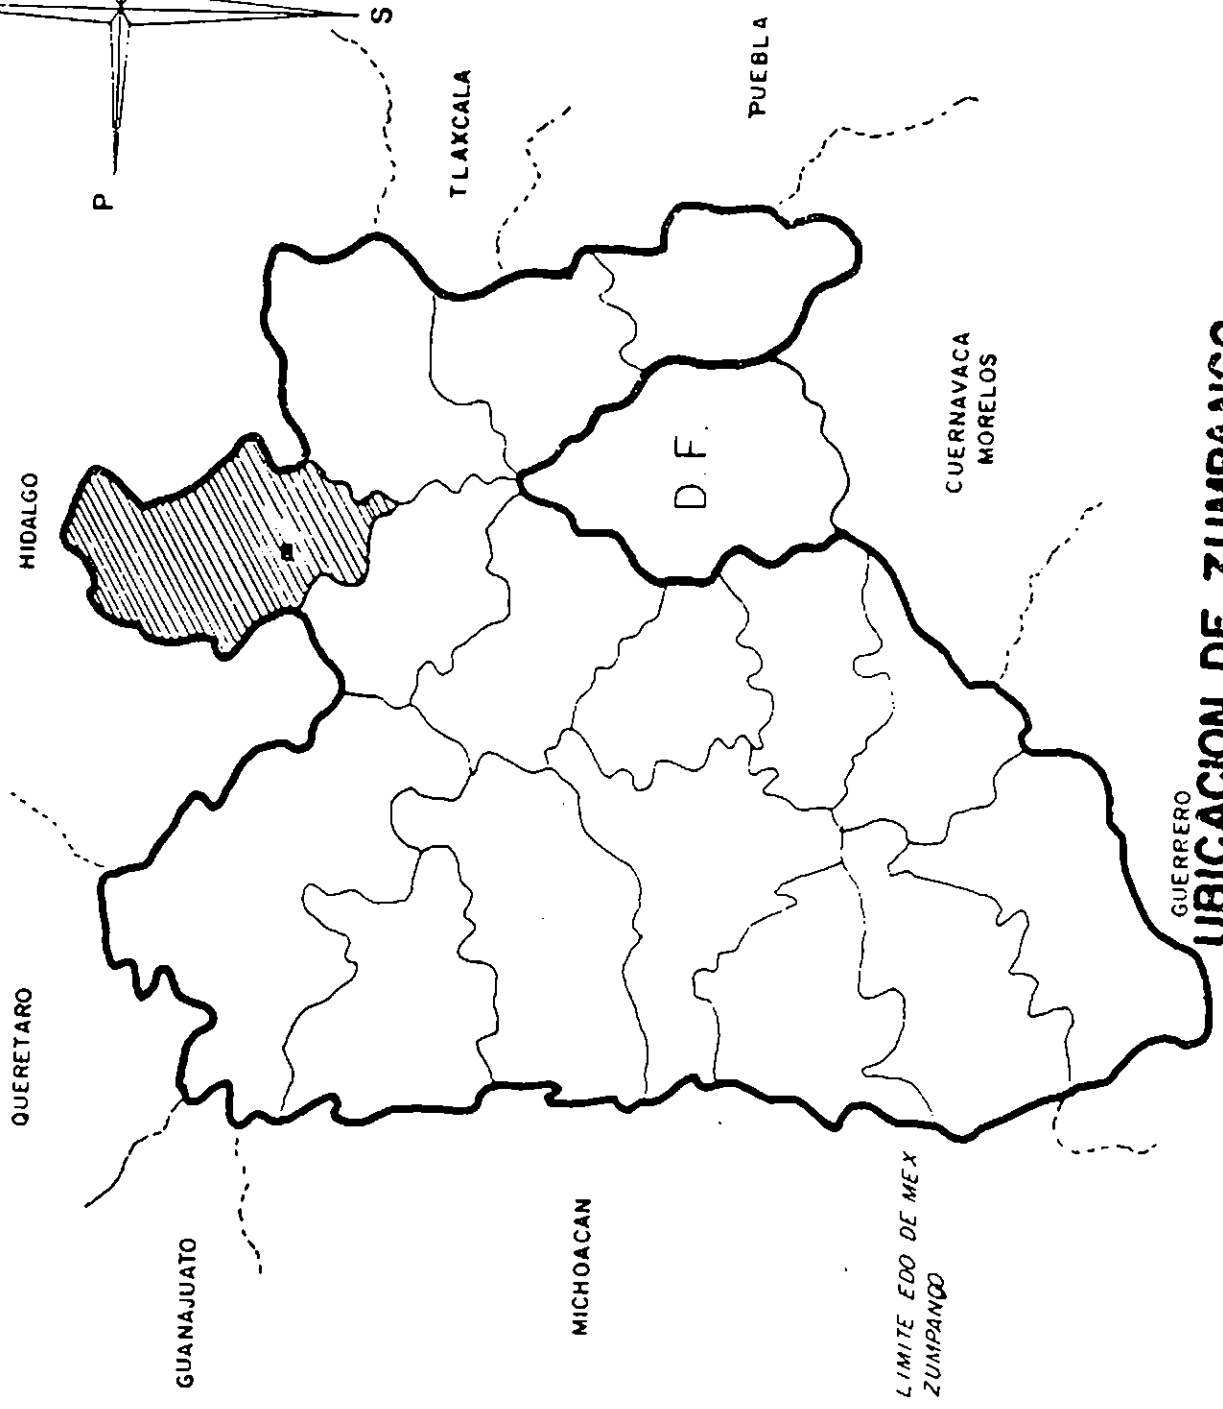 S
P
TLAXCALA
PUEBLA
HIDALGO
D.F.
CUERNAVACA
MORELOS
QUERETARO
GUERRERO
GUANAJUATO
MICHOACAN
LIMITE EDO DE MEX
ZUMPANGO
UBICACION DE ZUMPANGO